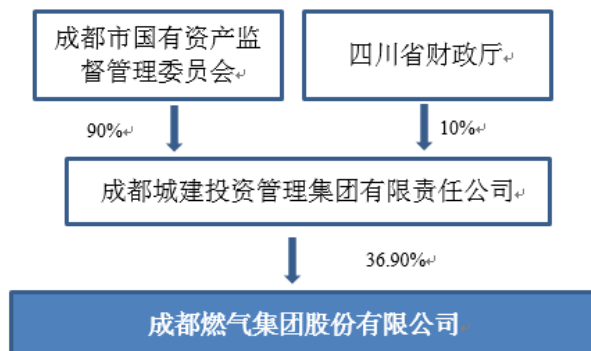 成都市国有资产监
督管理委员会
四川省财政厅
90%
10%
成都城建投资管理集团有限责任公司
36.90%
成都燃气集团股份有限公司